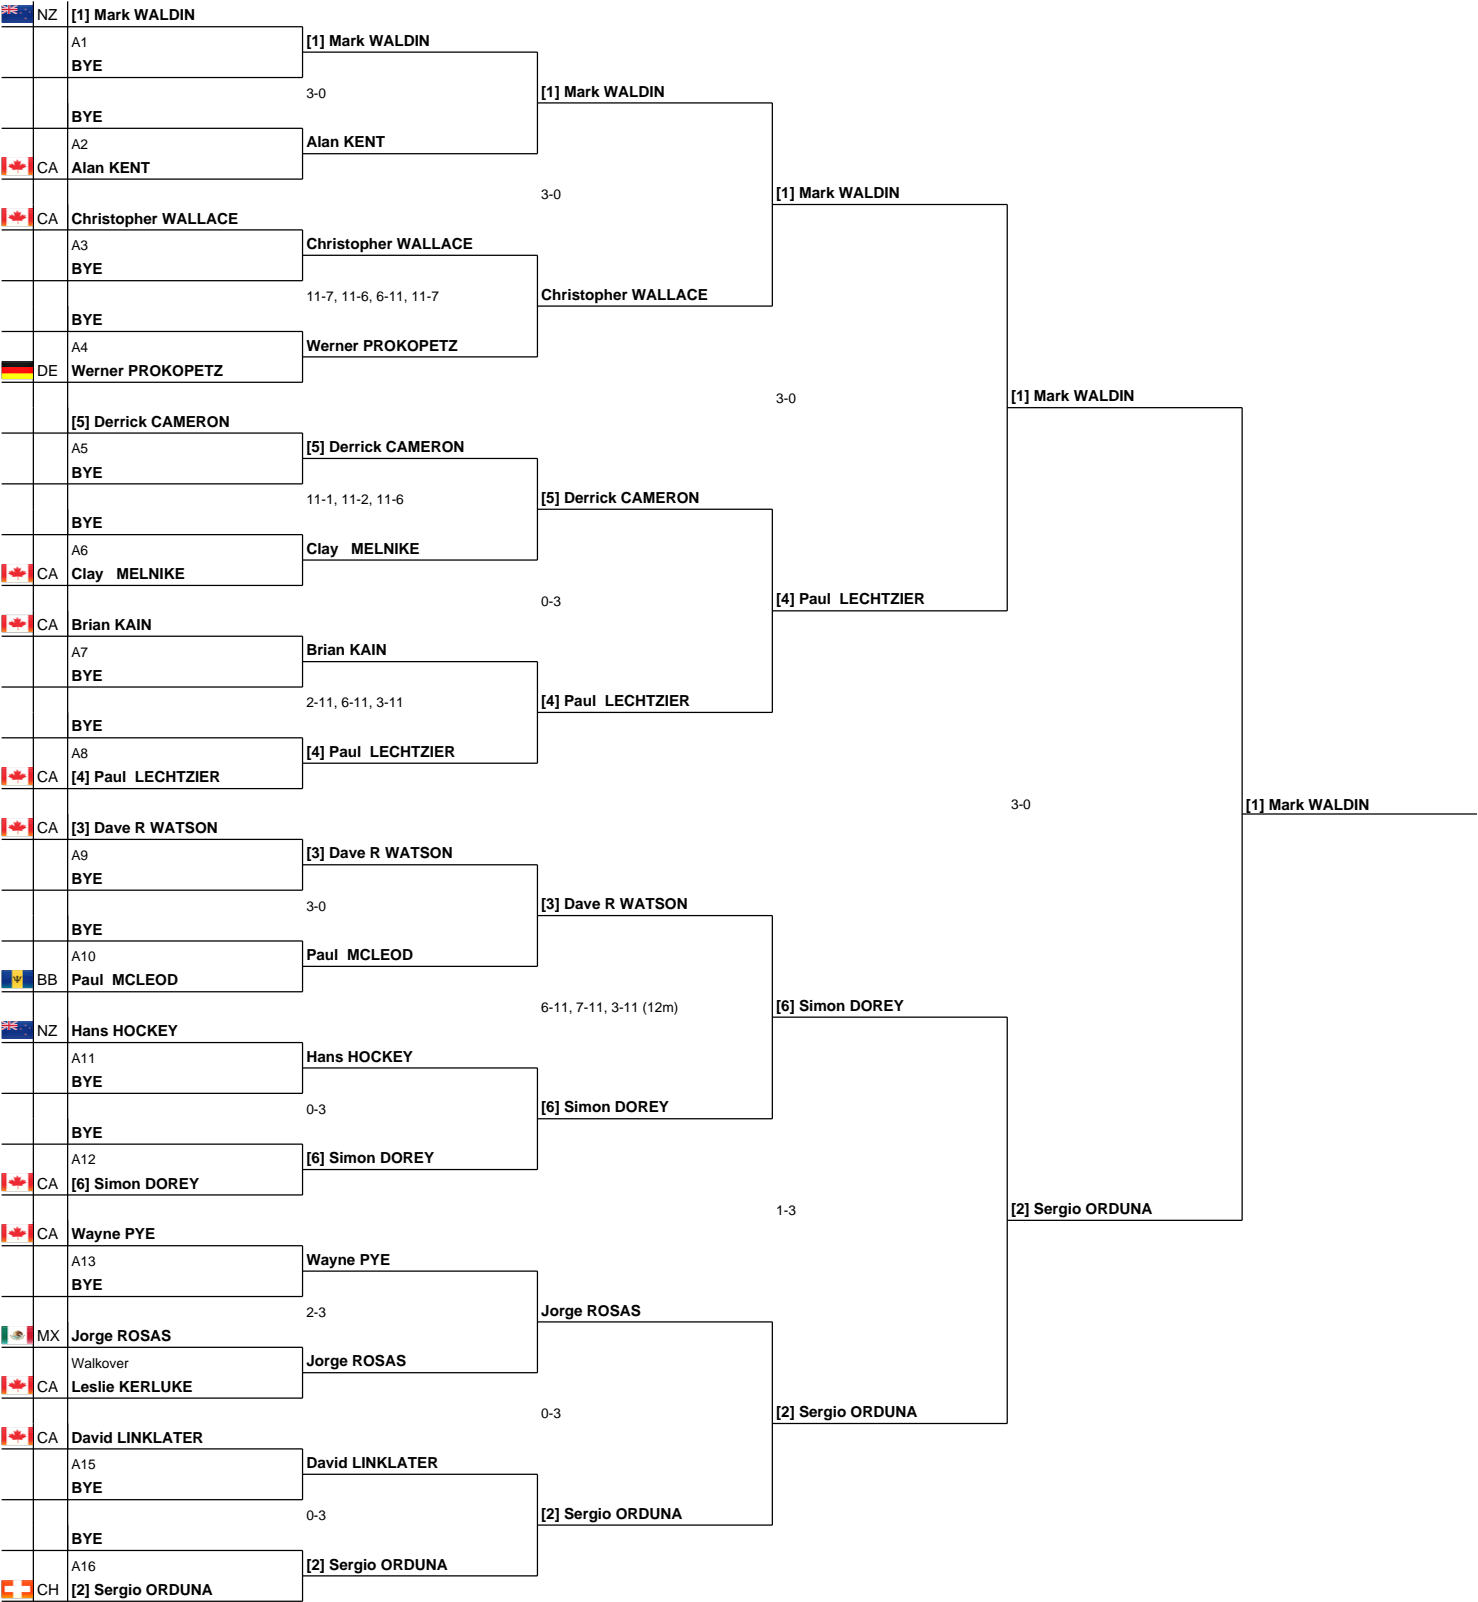 NZ [1] Mark WALDIN
A1 [1] Mark WALDIN
BYE
3-0 [1] Mark WALDIN
BYE
A2 Alan KENT
CA Alan KENT
3-0 [1] Mark WALDIN
CA Christopher WALLACE
A3 Christopher WALLACE
BYE
11-7, 11-6, 6-11, 11-7 Christopher WALLACE
BYE
A4 Werner PROKOPETZ
DE Werner PROKOPETZ
3-0 [1] Mark WALDIN
[5] Derrick CAMERON
A5 [5] Derrick CAMERON
BYE
11-1, 11-2, 11-6 [5] Derrick CAMERON
BYE
A6 Clay MELNIKE
CA Clay MELNIKE
0-3 [4] Paul LECHTZIER
CA Brian KAIN
A7 Brian KAIN
BYE
2-11, 6-11, 3-11 [4] Paul LECHTZIER
BYE
A8 [4] Paul LECHTZIER
CA [4] Paul LECHTZIER
3-0 [1] Mark WALDIN
CA [3] Dave R WATSON
A9 [3] Dave R WATSON
BYE
3-0 [3] Dave R WATSON
BYE
A10 Paul MCLEOD
BB Paul MCLEOD
6-11, 7-11, 3-11 (12m) [6] Simon DOREY
NZ Hans HOCKEY
A11 Hans HOCKEY
BYE
0-3 [6] Simon DOREY
BYE
A12 [6] Simon DOREY
CA [6] Simon DOREY
1-3 [2] Sergio ORDUNA
CA Wayne PYE
A13 Wayne PYE
BYE
2-3 Jorge ROSAS
MX Jorge ROSAS
Walkover Jorge ROSAS
CA Leslie KERLUKE
0-3 [2] Sergio ORDUNA
CA David LINKLATER
A15 David LINKLATER
BYE
0-3 [2] Sergio ORDUNA
BYE
A16 [2] Sergio ORDUNA
CH [2] Sergio ORDUNA